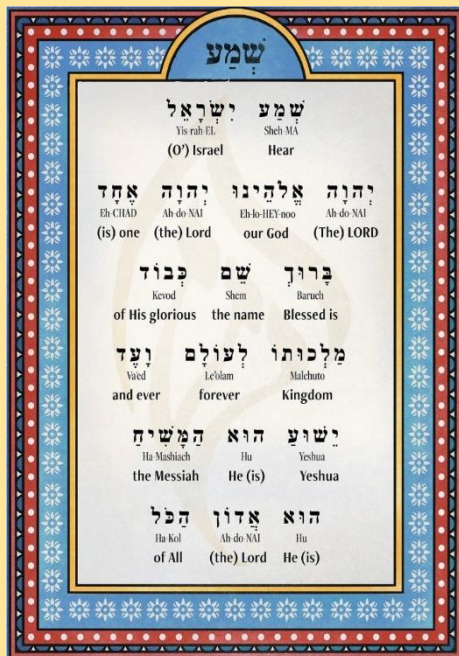 שְׁמַע
שְׁמַע יִשְׂרָאֵל
Yis-rah-EL Sheh-MA
(O') Israel Hear
יְהוָה אֱלֹהֵינוּ יְהוָה אֶחָד
Eh-CHAD Ah-do-NAI Eh-lo-HEY-noo Ah-do-NAI
(is) one (the) Lord our God (The) LORD
בָּרוּךְ שֵׁם כְּבוֹד
Kevod Shem Baruch
of His glorious the name Blessed is
מַלְכוּתוֹ לְעוֹלָם וָעֶד
Va'ed Le'olam Malchuto
and ever forever Kingdom
יֵשׁוּעַ הוּא הַמָּשִׁיחַ
Ha-Mashiach Hu Yeshua
the Messiah He (is) Yeshua
הוּא אֲדוֹן הַכֹּל
Ha-Kol Ah-do-NAI Hu
of All (the) Lord He (is)